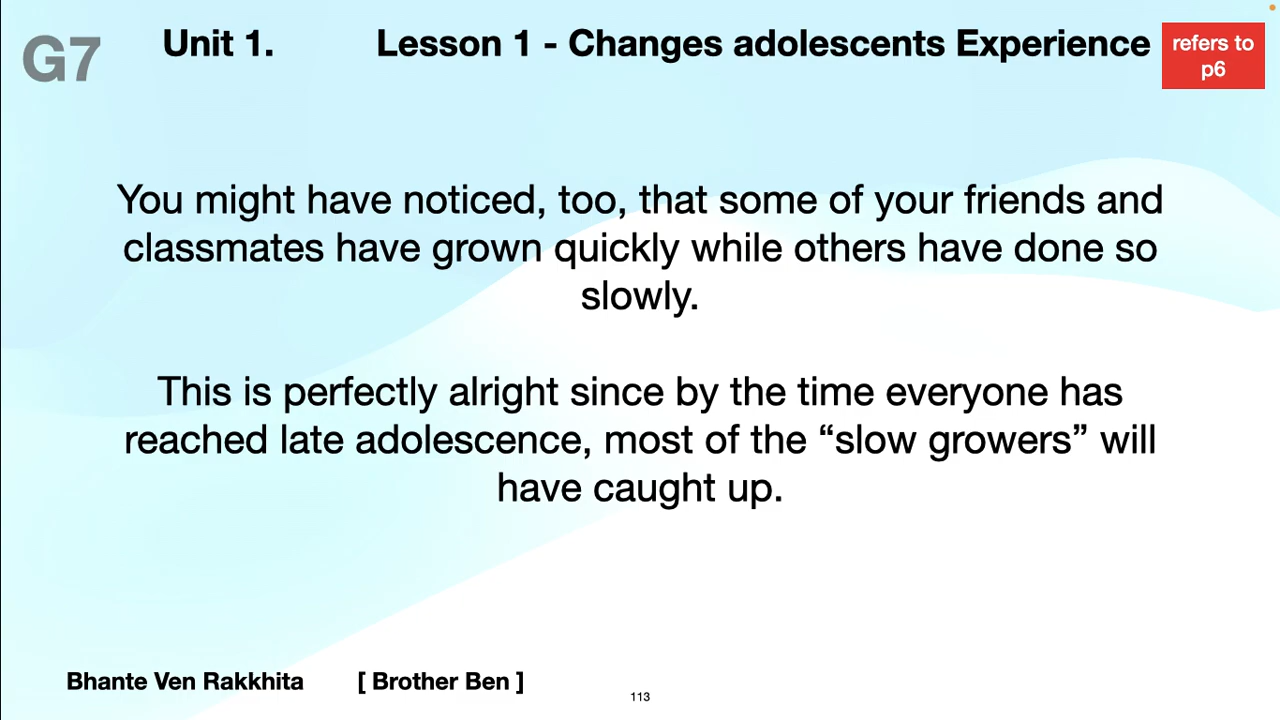 G7
Unit 1. Lesson 1 - Changes adolescents Experience
refers to
p6
You might have noticed, too, that some of your friends and
classmates have grown quickly while others have done so
slowly.
This is perfectly alright since by the time everyone has
reached late adolescence, most of the “slow growers” will
have caught up.
Bhante Ven Rakkhita [ Brother Ben ]
113